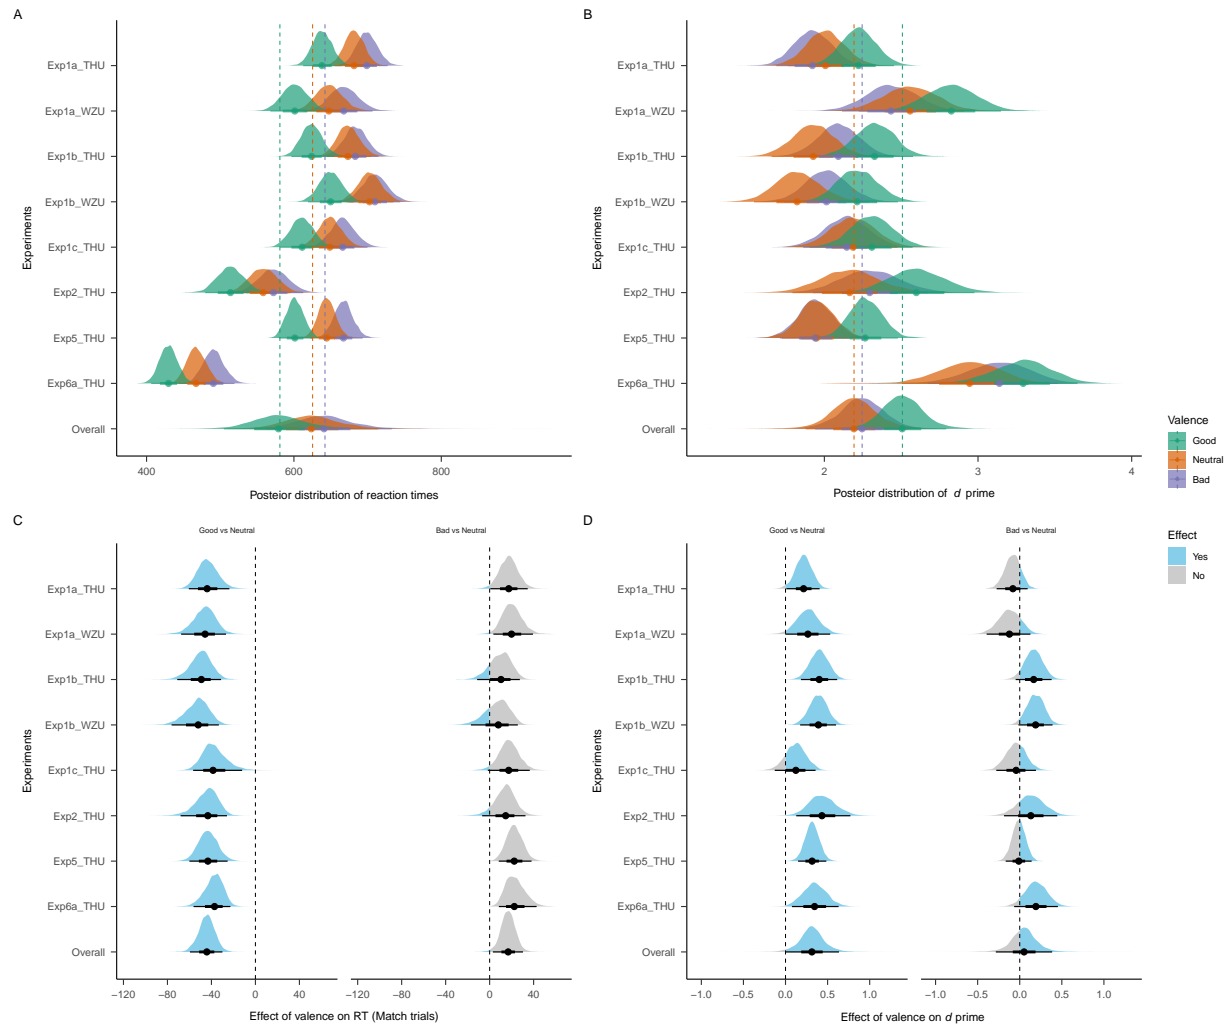 A
Experiments
Exp1a_THU
Exp1a_WZU
Exp1b_THU
Exp1b_WZU
Exp1c_THU
Exp2_THU
Exp5_THU
Exp6a_THU
Overall
400 600 800
Posteior distribution of reaction times
B
Experiments
Exp1a_THU
Exp1a_WZU
Exp1b_THU
Exp1b_WZU
Exp1c_THU
Exp2_THU
Exp5_THU
Exp6a_THU
Overall
2 3 4
Posteior distribution of d prime
Valence
Good
Neutral
Bad
C
Good vs Neutral Bad vs Neutral
Experiments
Exp1a_THU
Exp1a_WZU
Exp1b_THU
Exp1b_WZU
Exp1c_THU
Exp2_THU
Exp5_THU
Exp6a_THU
Overall
−120 −80 −40 0 40 −120 −80 −40 0 40
Effect of valence on RT (Match trials)
D
Good vs Neutral Bad vs Neutral
Experiments
Exp1a_THU
Exp1a_WZU
Exp1b_THU
Exp1b_WZU
Exp1c_THU
Exp2_THU
Exp5_THU
Exp6a_THU
Overall
−1.0 −0.5 0.0 0.5 1.0 −1.0 −0.5 0.0 0.5 1.0
Effect of valence on d prime
Effect
Yes
No